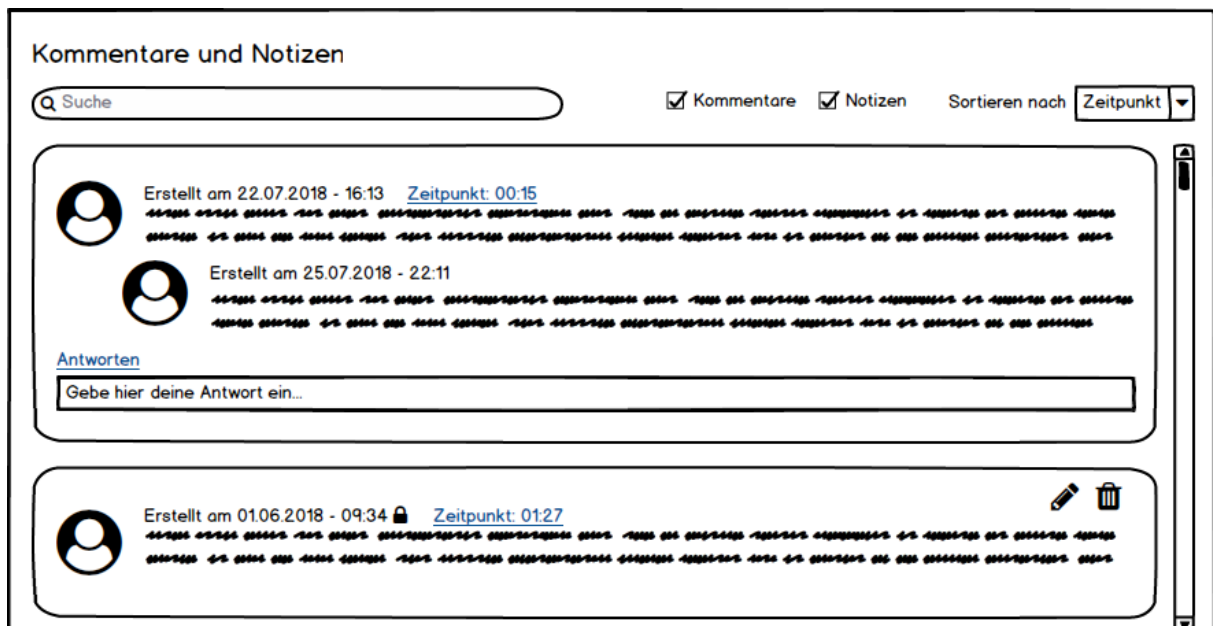 Kommentare und Notizen
Suche Kommentare Notizen Sortieren nach Zeitpunkt
Erstellt am 22.07.2018 - 16:13 Zeitpunkt: 00:15
Erstellt am 25.07.2018 - 22:11
Antworten
Gebe hier deine Antwort ein...
Erstellt am 01.06.2018 - 09:34 Zeitpunkt: 01:27